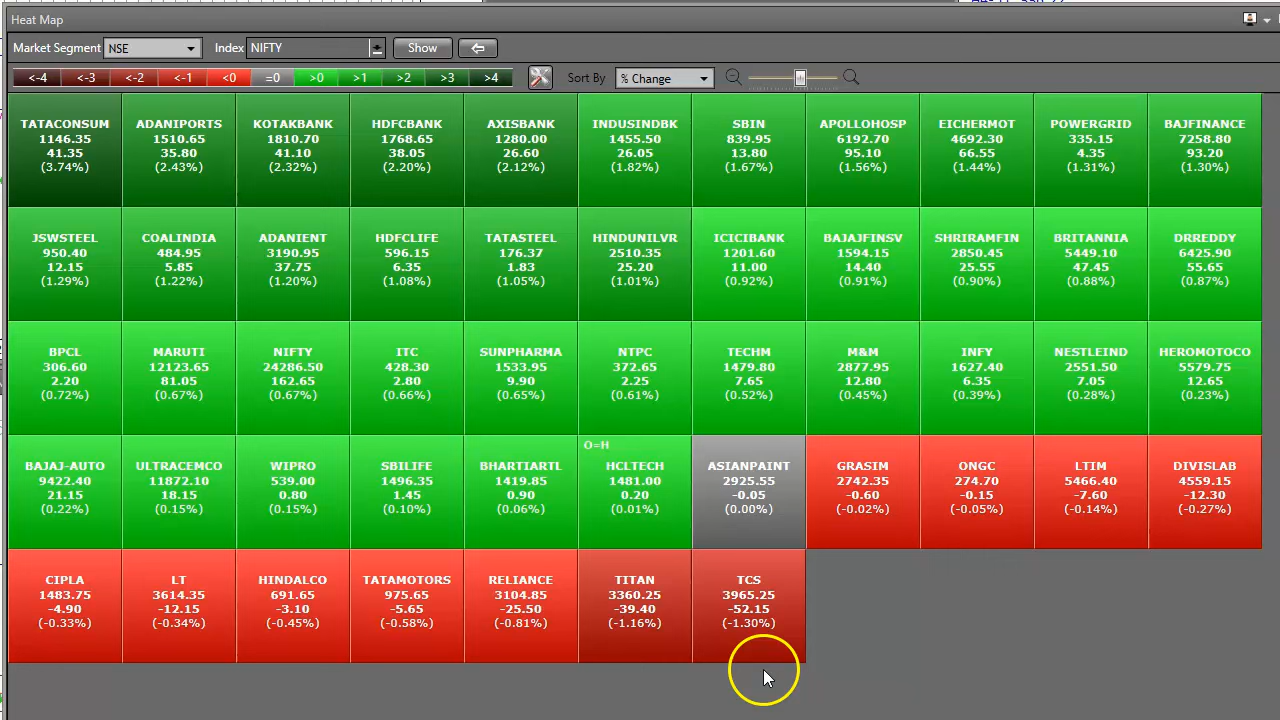 Heat Map
Market Segment NSE Index NIFTY Show
<-4 <-3 <-2 <-1 <0 =0 >0 >1 >2 >3 >4 Sort By % Change
TATACONSUM ADANIPORTS KOTAKBANK HDFCBANK AXISBANK INDUSINDBK SBIN APOLLOHOSP EICHERMOT POWERGRID BAJFINANCE
1146.35 1510.65 1810.70 1768.65 1280.00 1455.50 839.95 6192.70 4692.30 335.15 7258.80
41.35 35.80 41.10 38.05 26.60 26.05 13.80 95.10 66.55 4.35 93.20
(3.74%) (2.43%) (2.32%) (2.20%) (2.12%) (1.82%) (1.67%) (1.56%) (1.44%) (1.31%) (1.30%)
JSWSTEEL COALINDIA ADANIENT HDFCLIFE TATASTEEL HINDUNILVR ICICIBANK BAJAJFINSV SHRIRAMFIN BRITANNIA DRREDDY
950.40 484.95 3190.95 596.15 176.37 2510.35 1201.60 1594.15 2850.45 5449.10 6425.90
12.15 5.85 37.75 6.35 1.83 25.20 11.00 14.40 25.55 47.45 55.65
(1.29%) (1.22%) (1.20%) (1.08%) (1.05%) (1.01%) (0.92%) (0.91%) (0.90%) (0.88%) (0.87%)
BPCL MARUTI NIFTY ITC SUNPHARMA NTPC TECHM M&M INFY NESTLEIND HEROMOTOCO
306.60 12123.65 24286.50 428.30 1533.95 372.65 1479.80 2877.95 1627.40 2551.50 5579.75
2.20 81.05 162.65 2.80 9.90 2.25 7.65 12.80 6.35 7.05 12.65
(0.72%) (0.67%) (0.67%) (0.66%) (0.65%) (0.61%) (0.52%) (0.45%) (0.39%) (0.28%) (0.23%)
O=H
BAJAJ-AUTO ULTRACEMCO WIPRO SBILIFE BHARTIARTL HCLTECH ASIANPAINT GRASIM ONGC LTIM DIVISLAB
9422.40 11872.10 539.00 1496.35 1419.85 1481.00 2925.55 2742.35 274.70 5466.40 4559.15
21.15 18.15 0.80 1.45 0.90 0.20 -0.05 -0.60 -0.15 -7.60 -12.30
(0.22%) (0.15%) (0.15%) (0.10%) (0.06%) (0.01%) (0.00%) (-0.02%) (-0.05%) (-0.14%) (-0.27%)
CIPLA LT HINDALCO TATAMOTORS RELIANCE TITAN TCS
1483.75 3614.35 691.65 975.65 3104.85 3360.25 3965.25
-4.90 -12.15 -3.10 -5.65 -25.50 -39.40 -52.15
(-0.33%) (-0.34%) (-0.45%) (-0.58%) (-0.81%) (-1.16%) (-1.30%)